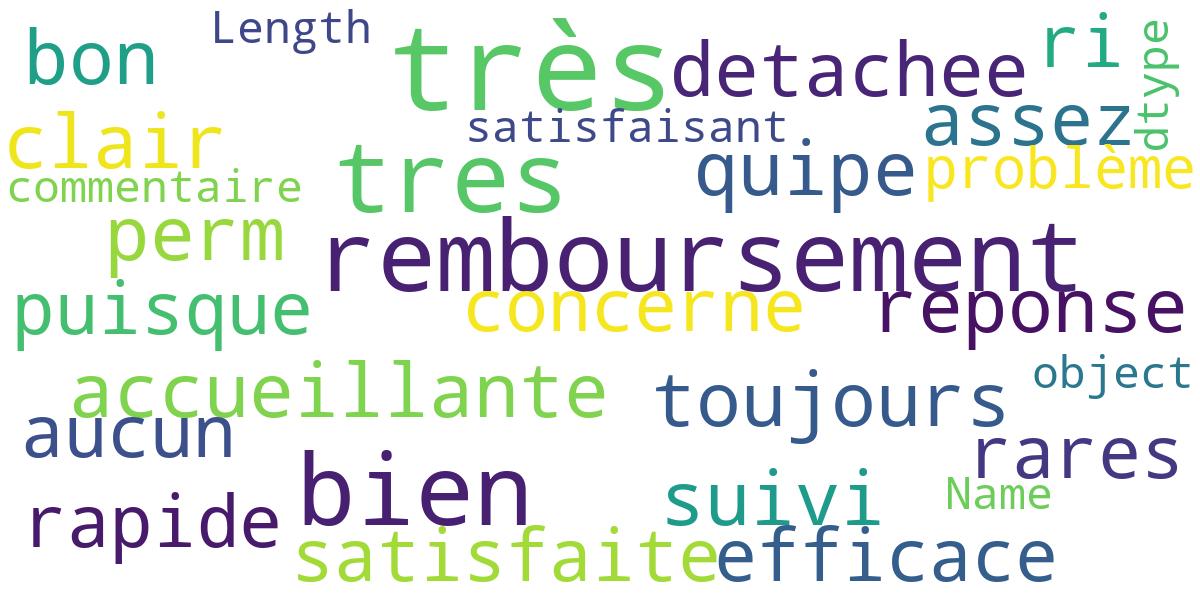 Length
bon
très
detachee
ri
dtype
clair
satisfaisant
assez
commentaire
tres
quipe
problème
perm
remboursement
puisque
concerne
reponse
accueillante
toujours
object
aucun
rares
rapide
bien
suivi
Name
satisfaite
efficace